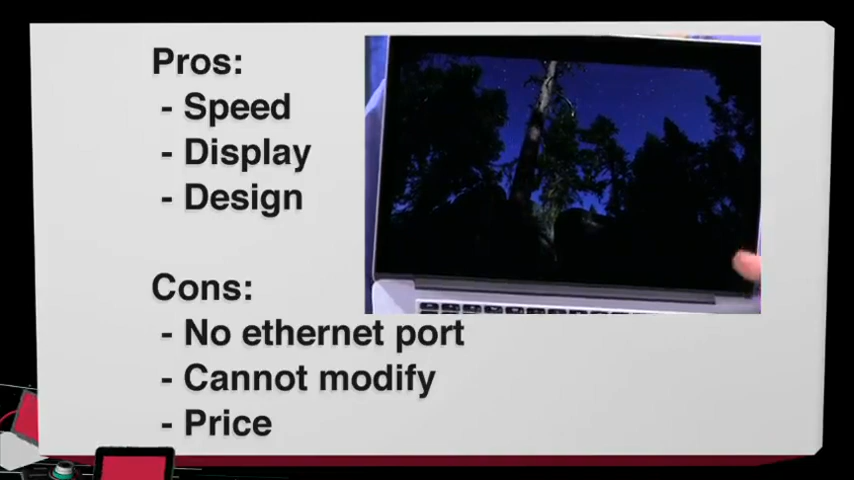 Pros:
- Speed
- Display
- Design
Cons:
- No ethernet port
- Cannot modify
- Price